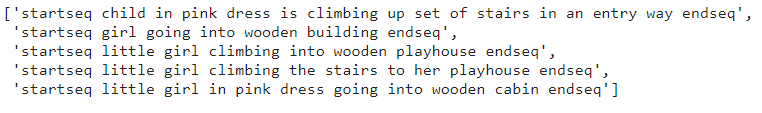 ['startseq child in pink dress is climbing up set of stairs in an entry way endseq',
'startseq girl going into wooden building endseq',
'startseq little girl climbing into wooden playhouse endseq',
'startseq little girl climbing the stairs to her playhouse endseq',
'startseq little girl in pink dress going into wooden cabin endseq']